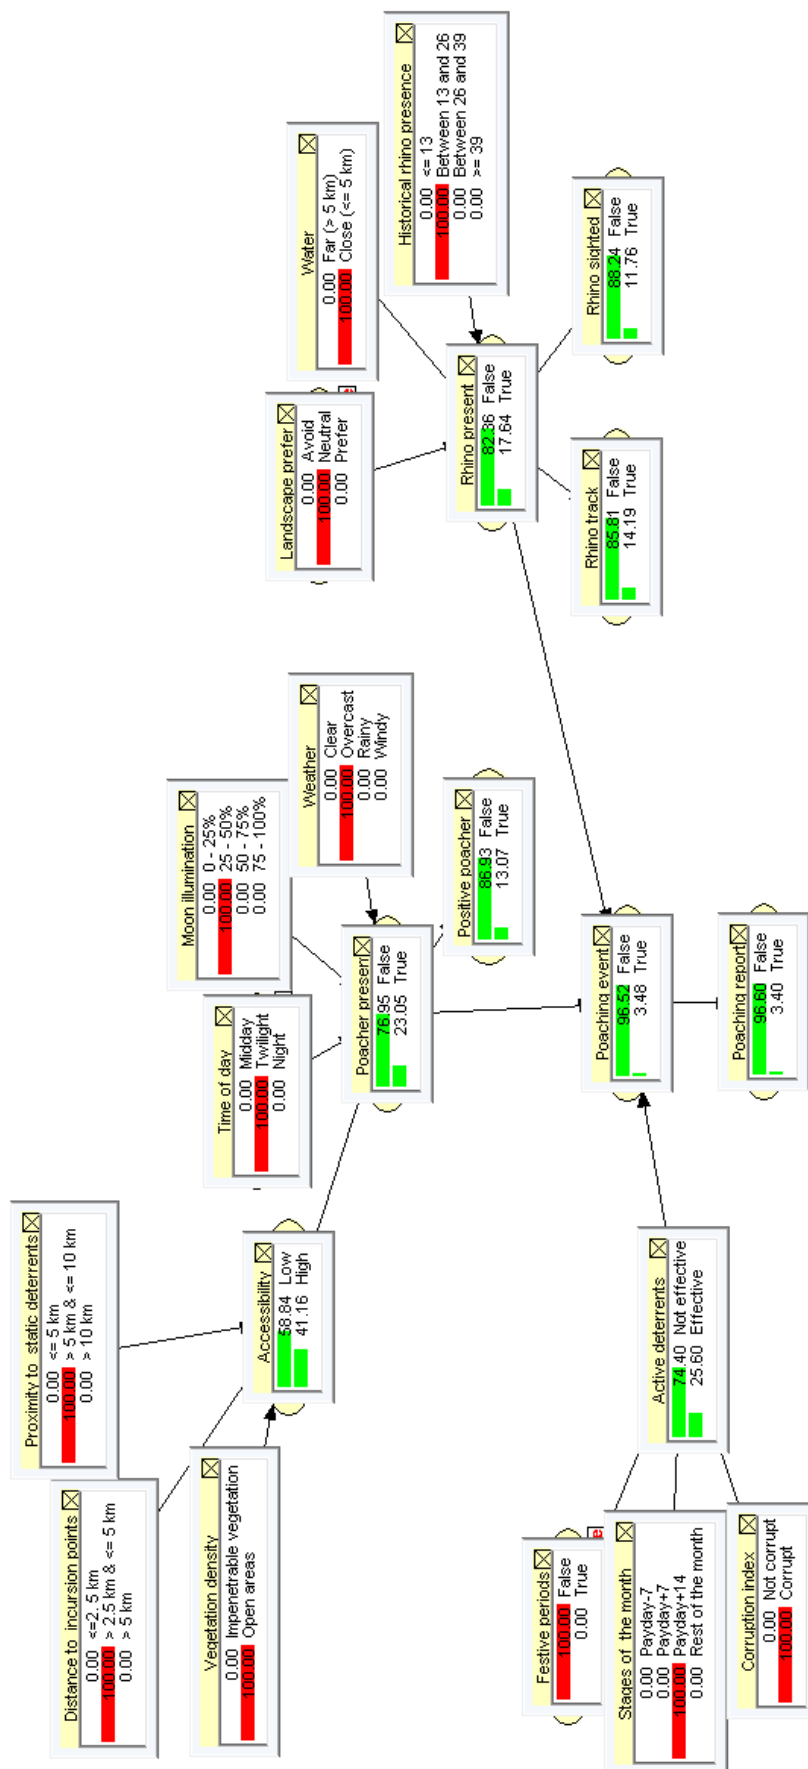 Proximity to static deterrents
0.00 <= 5 km
100.00 > 5 km & <= 10 km
0.00 > 10 km
Distance to incursion points
0.00 <=2. 5 km
100.00 > 2.5 km & <= 5 km
0.00 > 5 km
Vegetation density
0.00 Impenetrable vegetation
100.00 Open areas
Accessibility
58.84 Low
41.16 High
Time of day
0.00 Midday
100.00 Twilight
0.00 Night
Moon illumination
0.00 0 - 25%
100.00 25 - 50%
0.00 50 - 75%
0.00 75 - 100%
Weather
0.00 Clear
100.00 Overcast
0.00 Rainy
0.00 Windy
Poacher present
76.95 False
23.05 True
Positive poacher
86.93 False
13.07 True
Landscape prefer
0.00 Avoid
100.00 Neutral
0.00 Prefer
e
Water
0.00 Far (> 5 km)
100.00 Close (<= 5 km)
Historical rhino presence
0.00 <= 13
100.00 Between 13 and 26
0.00 Between 26 and 39
0.00 >= 39
Rhino present
82.36 False
17.64 True
Rhino track
85.81 False
14.19 True
Rhino sighted
88.24 False
11.76 True
Festive periods
100.00 False
0.00 True
e
Stages of the month
0.00 Payday-7
0.00 Payday+7
100.00 Payday+14
0.00 Rest of the month
Corruption index
0.00 Not corrupt
100.00 Corrupt
Active deterrents
74.40 Not effective
25.60 Effective
Poaching event
96.52 False
3.48 True
Poaching report
96.60 False
3.40 True